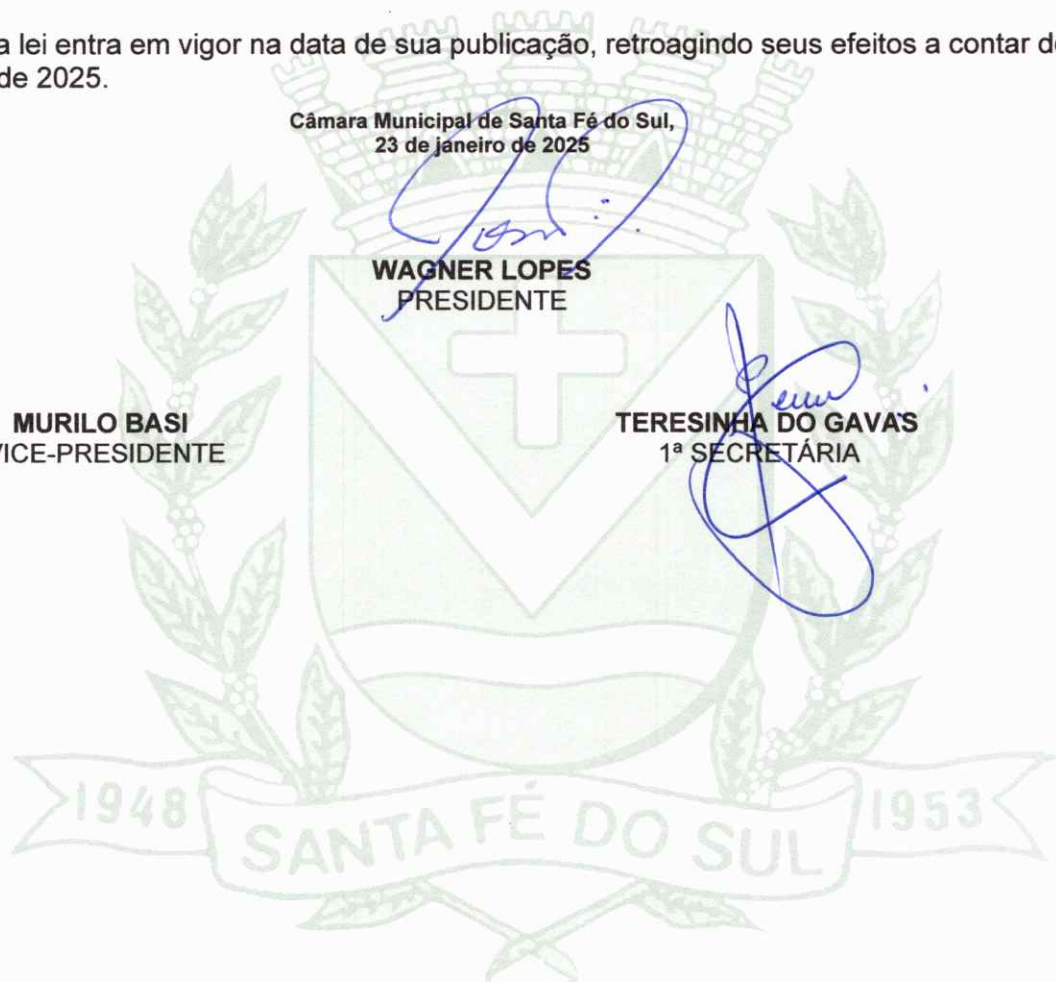 a lei entra em vigor na data de sua publicação, retroagindo seus efeitos a contar de
de 2025.
Câmara Municipal de Santa Fé do Sul,
23 de janeiro de 2025
WAGNER LOPES
PRESIDENTE
MURILO BASI
VICE-PRESIDENTE
TERESINHA DO GAVAS
1ª SECRETÁRIA
1948
SANTA FÉ DO SUL
1953